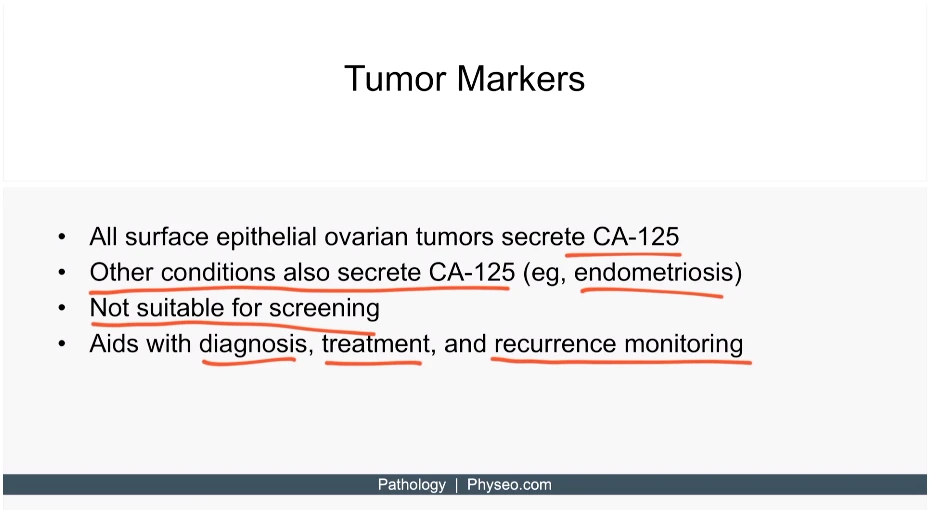 Tumor Markers
• All surface epithelial ovarian tumors secrete CA-125
• Other conditions also secrete CA-125 (eg, endometriosis)
• Not suitable for screening
• Aids with diagnosis, treatment, and recurrence monitoring
Pathology | Physeo.com